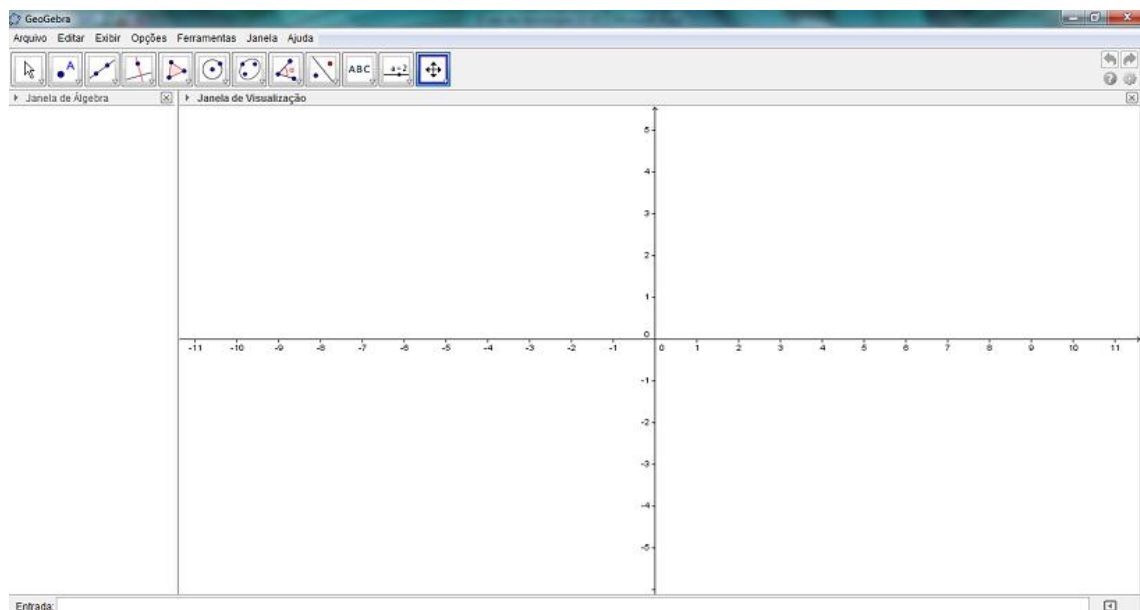 GeoGebra
Arquivo Editar Exibir Opções Ferramentas Janela Ajuda
A
ABC
a=2
Janela de Álgebra
Janela de Visualização
5
4
3
2
1
0
-11 -10 -9 -8 -7 -6 -5 -4 -3 -2 -1 0 1 2 3 4 5 6 7 8 9 10 11
-1
-2
-3
-4
-5
Entrada: